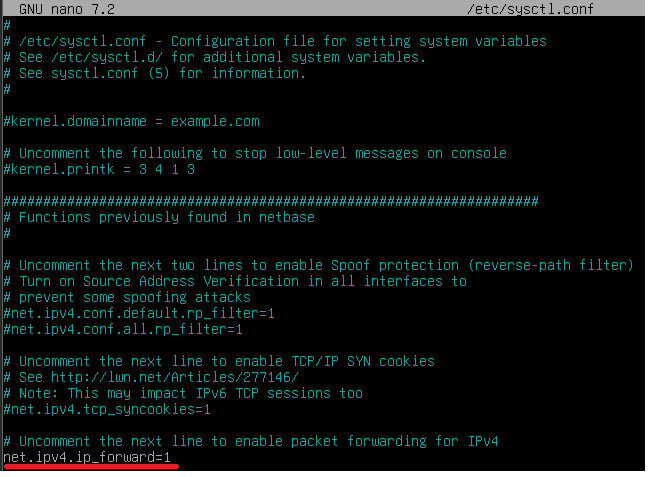 GNU nano 7.2 /etc/sysctl.conf
#
# /etc/sysctl.conf - Configuration file for setting system variables
# See /etc/sysctl.d/ for additional system variables.
# See sysctl.conf (5) for information.
#
#kernel.domainname = example.com
# Uncomment the following to stop low-level messages on console
#kernel.printk = 3 4 1 3
###################################################################
# Functions previously found in netbase
#
# Uncomment the next two lines to enable Spoof protection (reverse-path filter)
# Turn on Source Address Verification in all interfaces to
# prevent some spoofing attacks
#net.ipv4.conf.default.rp_filter=1
#net.ipv4.conf.all.rp_filter=1
# Uncomment the next line to enable TCP/IP SYN cookies
# See http://lwn.net/Articles/277146/
# Note: This may impact IPv6 TCP sessions too
#net.ipv4.tcp_syncookies=1
# Uncomment the next line to enable packet forwarding for IPv4
net.ipv4.ip_forward=1